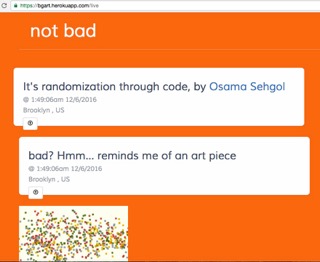 https://bgart.herokuapp.com/live
not bad
It's randomization through code, by Osama Sehgol
@ 1:49:06am 12/6/2016
Brooklyn , US
bad? Hmm... reminds me of an art piece
@ 1:49:06am 12/6/2016
Brooklyn , US